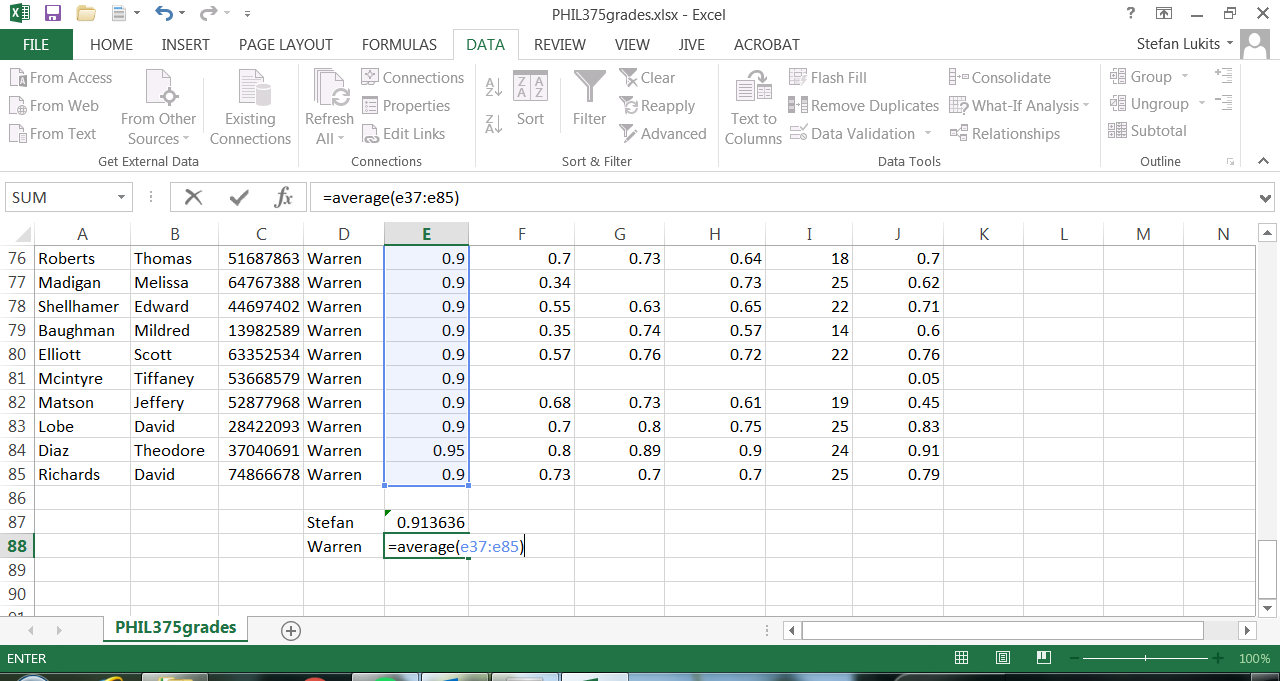 PHIL375grades.xlsx - Excel
?
FILE HOME INSERT PAGE LAYOUT FORMULAS DATA REVIEW VIEW JIVE ACROBAT Stefan Lukits
From Access
From Web
From Text
From Other Sources
Get External Data
Existing Connections
Refresh All
Connections
Properties
Edit Links
Connections
Sort
Filter
Clear
Reapply
Advanced
Sort & Filter
Text to Columns
Flash Fill
Remove Duplicates
Data Validation
Consolidate
What-If Analysis
Relationships
Data Tools
Group
Ungroup
Subtotal
Outline
SUM fx =average(e37:e85)
A B C D E F G H I J K L M N
76 Roberts Thomas 51687863 Warren 0.9 0.7 0.73 0.64 18 0.7
77 Madigan Melissa 64767388 Warren 0.9 0.34 0.73 25 0.62
78 Shellhamer Edward 44697402 Warren 0.9 0.55 0.63 0.65 22 0.71
79 Baughman Mildred 13982589 Warren 0.9 0.35 0.74 0.57 14 0.6
80 Elliott Scott 63352534 Warren 0.9 0.57 0.76 0.72 22 0.76
81 Mcintyre Tiffaney 53668579 Warren 0.9 0.05
82 Matson Jeffery 52877968 Warren 0.9 0.68 0.73 0.61 19 0.45
83 Lobe David 28422093 Warren 0.9 0.7 0.8 0.75 25 0.83
84 Diaz Theodore 37040691 Warren 0.95 0.8 0.89 0.9 24 0.91
85 Richards David 74866678 Warren 0.9 0.73 0.7 0.7 25 0.79
86
87 Stefan 0.913636
88 Warren =average(e37:e85)
89
90
91
PHIL375grades
ENTER 100%